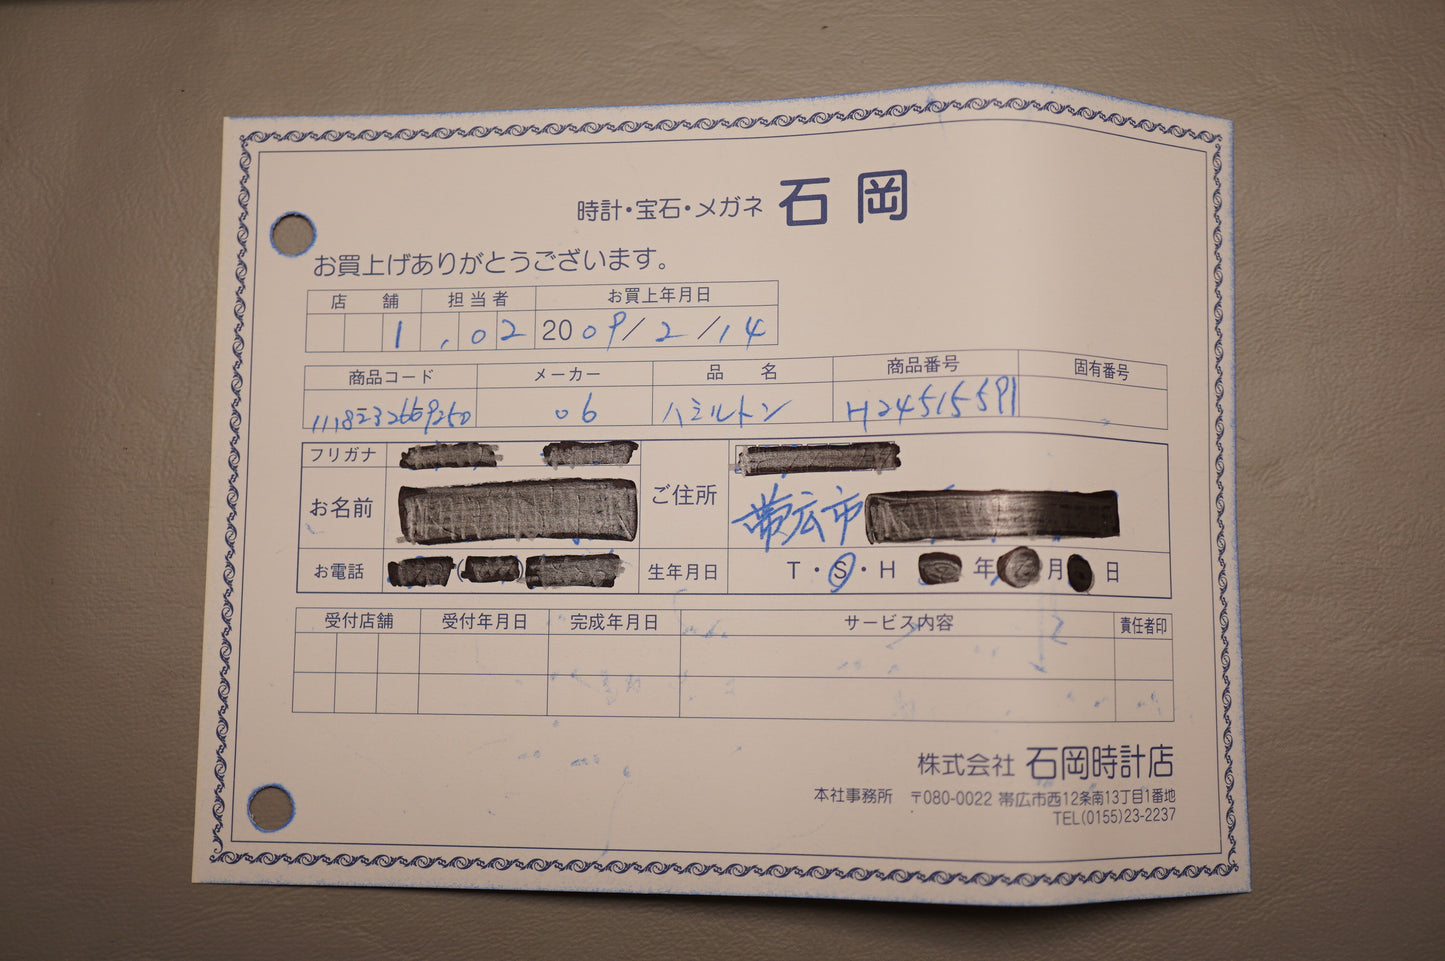 時計・宝石・メガネ 石岡
お買上げありがとうございます。
店舗 担当者 お買上年月日
1 .02 2009/2/14
商品コード メーカー 品名 商品番号 固有番号
06 ハミルトン H24515591
フリガナ
お名前 ご住所 帯広市
お電話 ( ) 生年月日 T・S・H 年 月 日
受付店舗 受付年月日 完成年月日 サービス内容 責任者印
株式会社 石岡時計店
本社事務所 〒080-0022 帯広市西12条南13丁目1番地
TEL(0155)23-2237